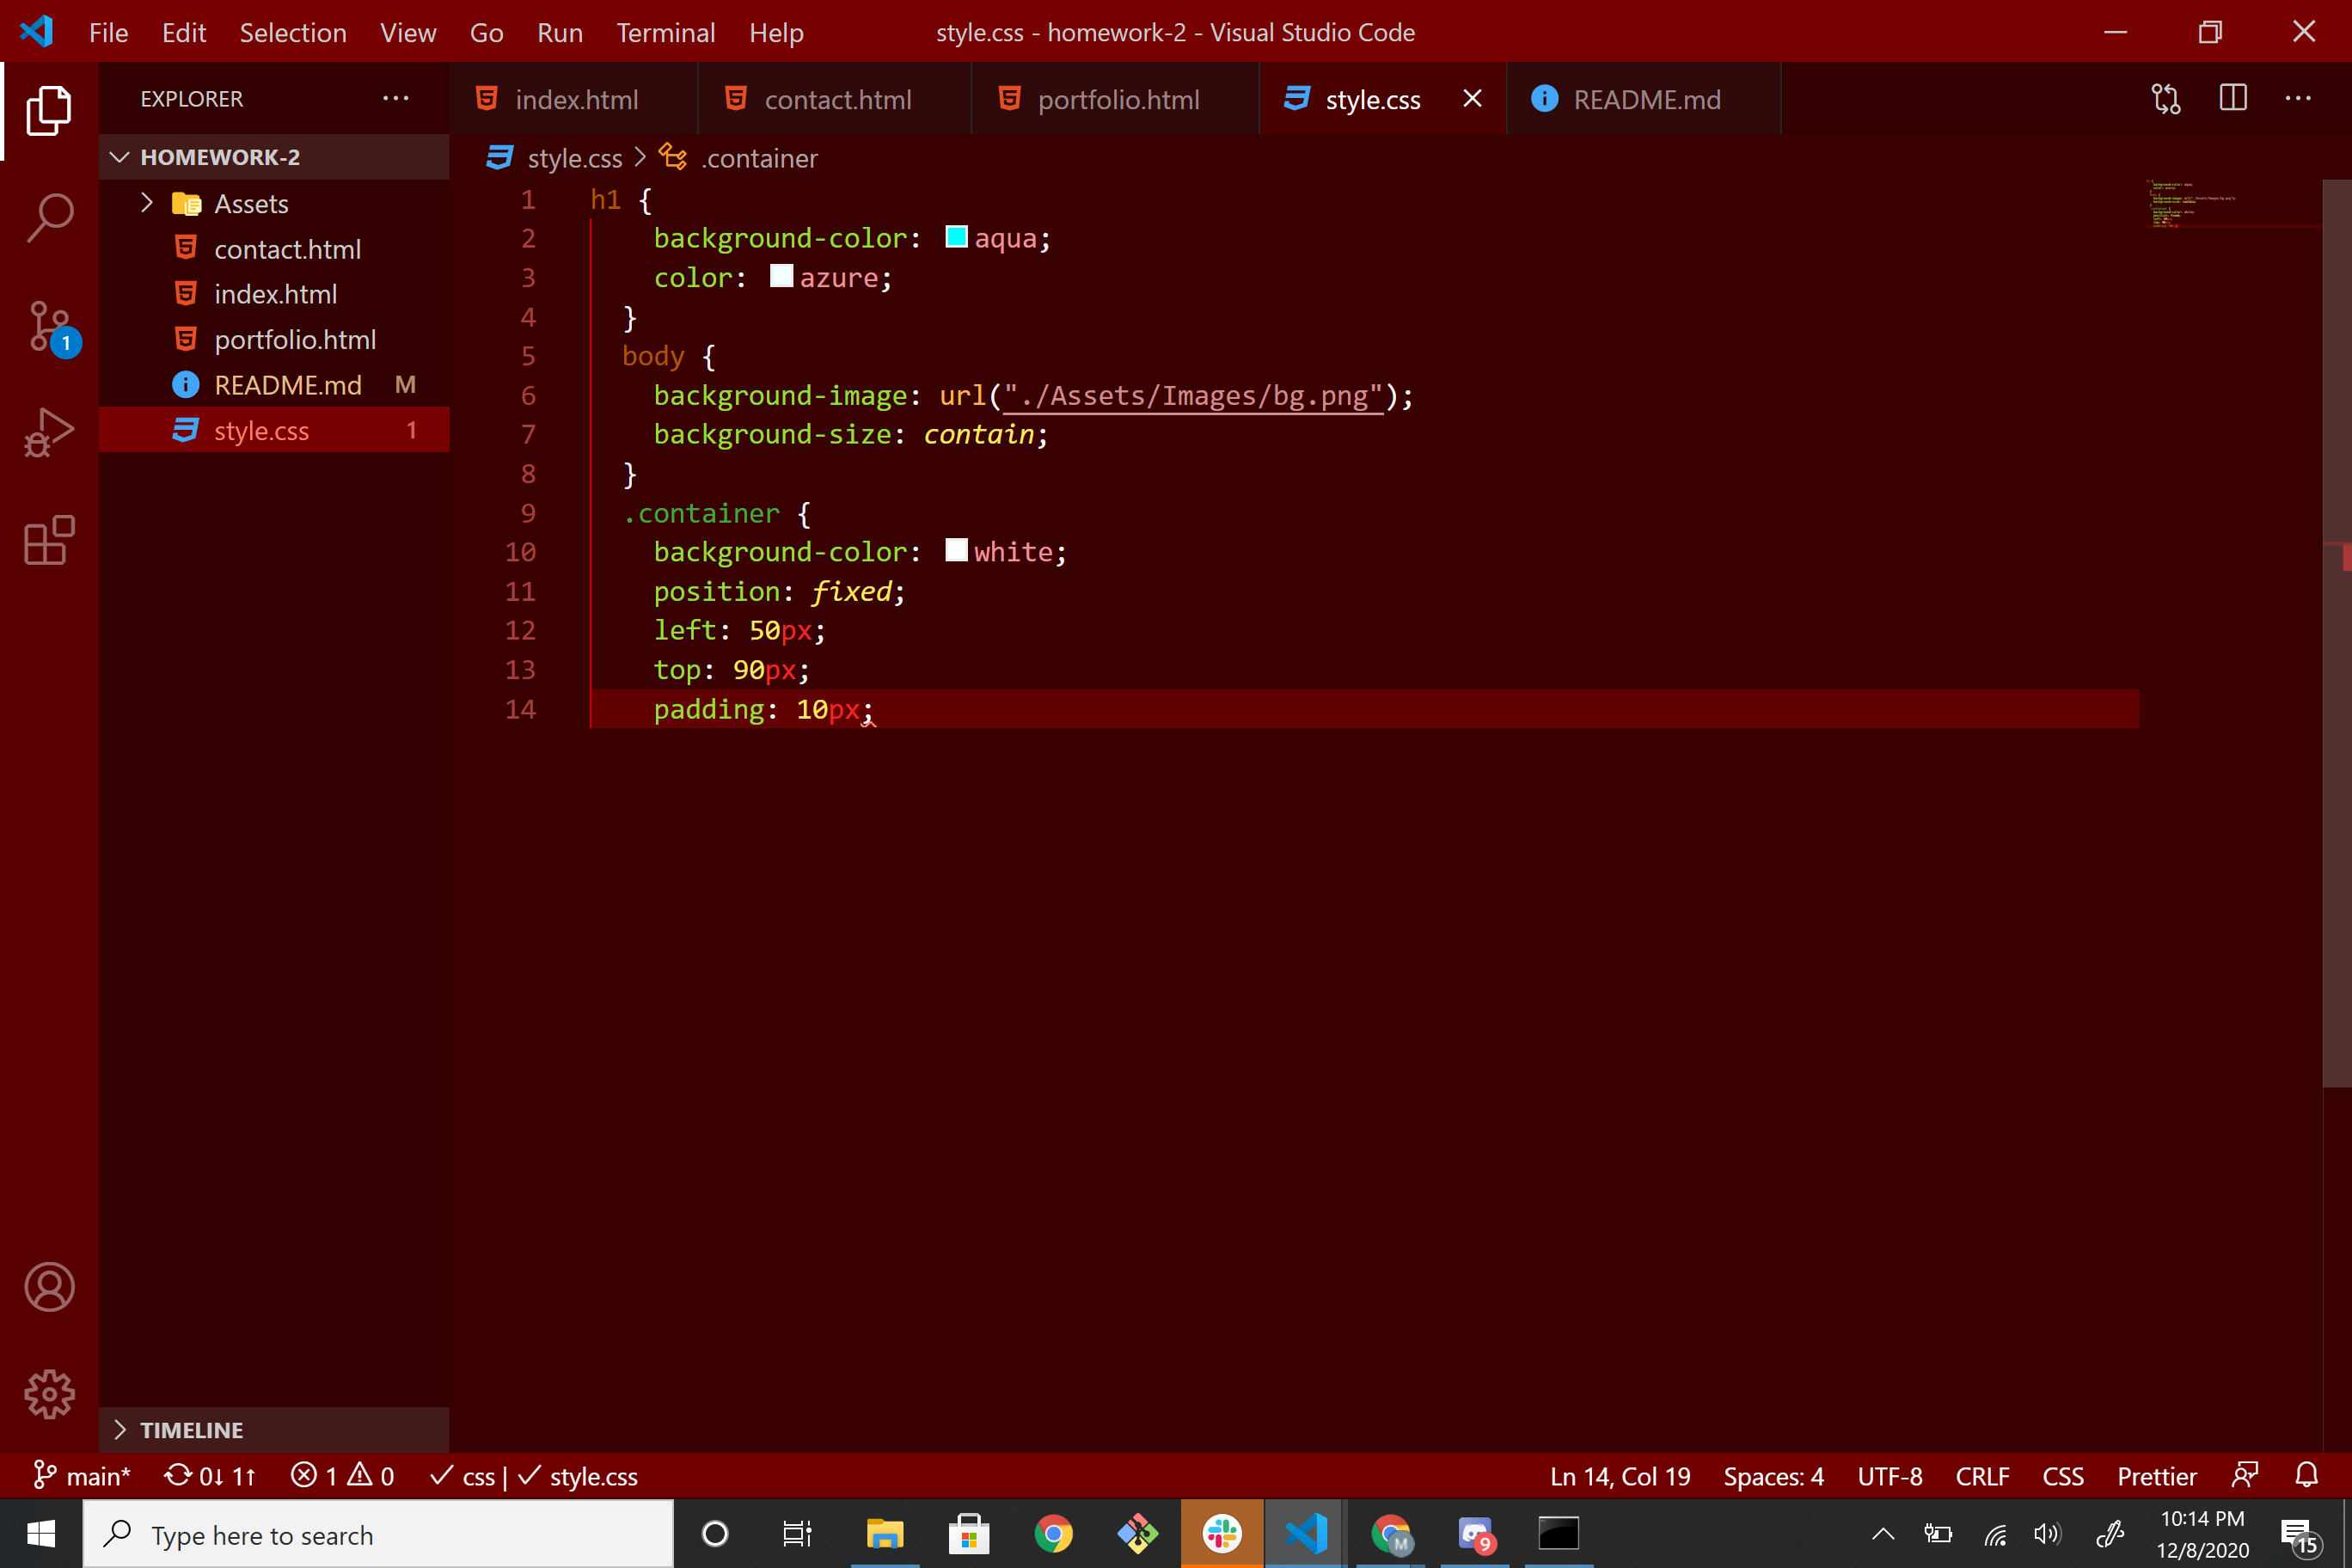 File Edit Selection View Go Run Terminal Help style.css - homework-2 - Visual Studio Code
EXPLORER
index.html contact.html portfolio.html style.css README.md
HOMEWORK-2
Assets
contact.html
index.html
portfolio.html
README.md M
style.css 1
style.css > .container
1 h1 {
2 background-color: aqua;
3 color: azure;
4 }
5 body {
6 background-image: url("./Assets/Images/bg.png");
7 background-size: contain;
8 }
9 .container {
10 background-color: white;
11 position: fixed;
12 left: 50px;
13 top: 90px;
14 padding: 10px;
1
TIMELINE
main* 0↓ 1↑ 1 0 css | style.css Ln 14, Col 19 Spaces: 4 UTF-8 CRLF CSS Prettier
Type here to search
M
9
10:14 PM
12/8/2020
15